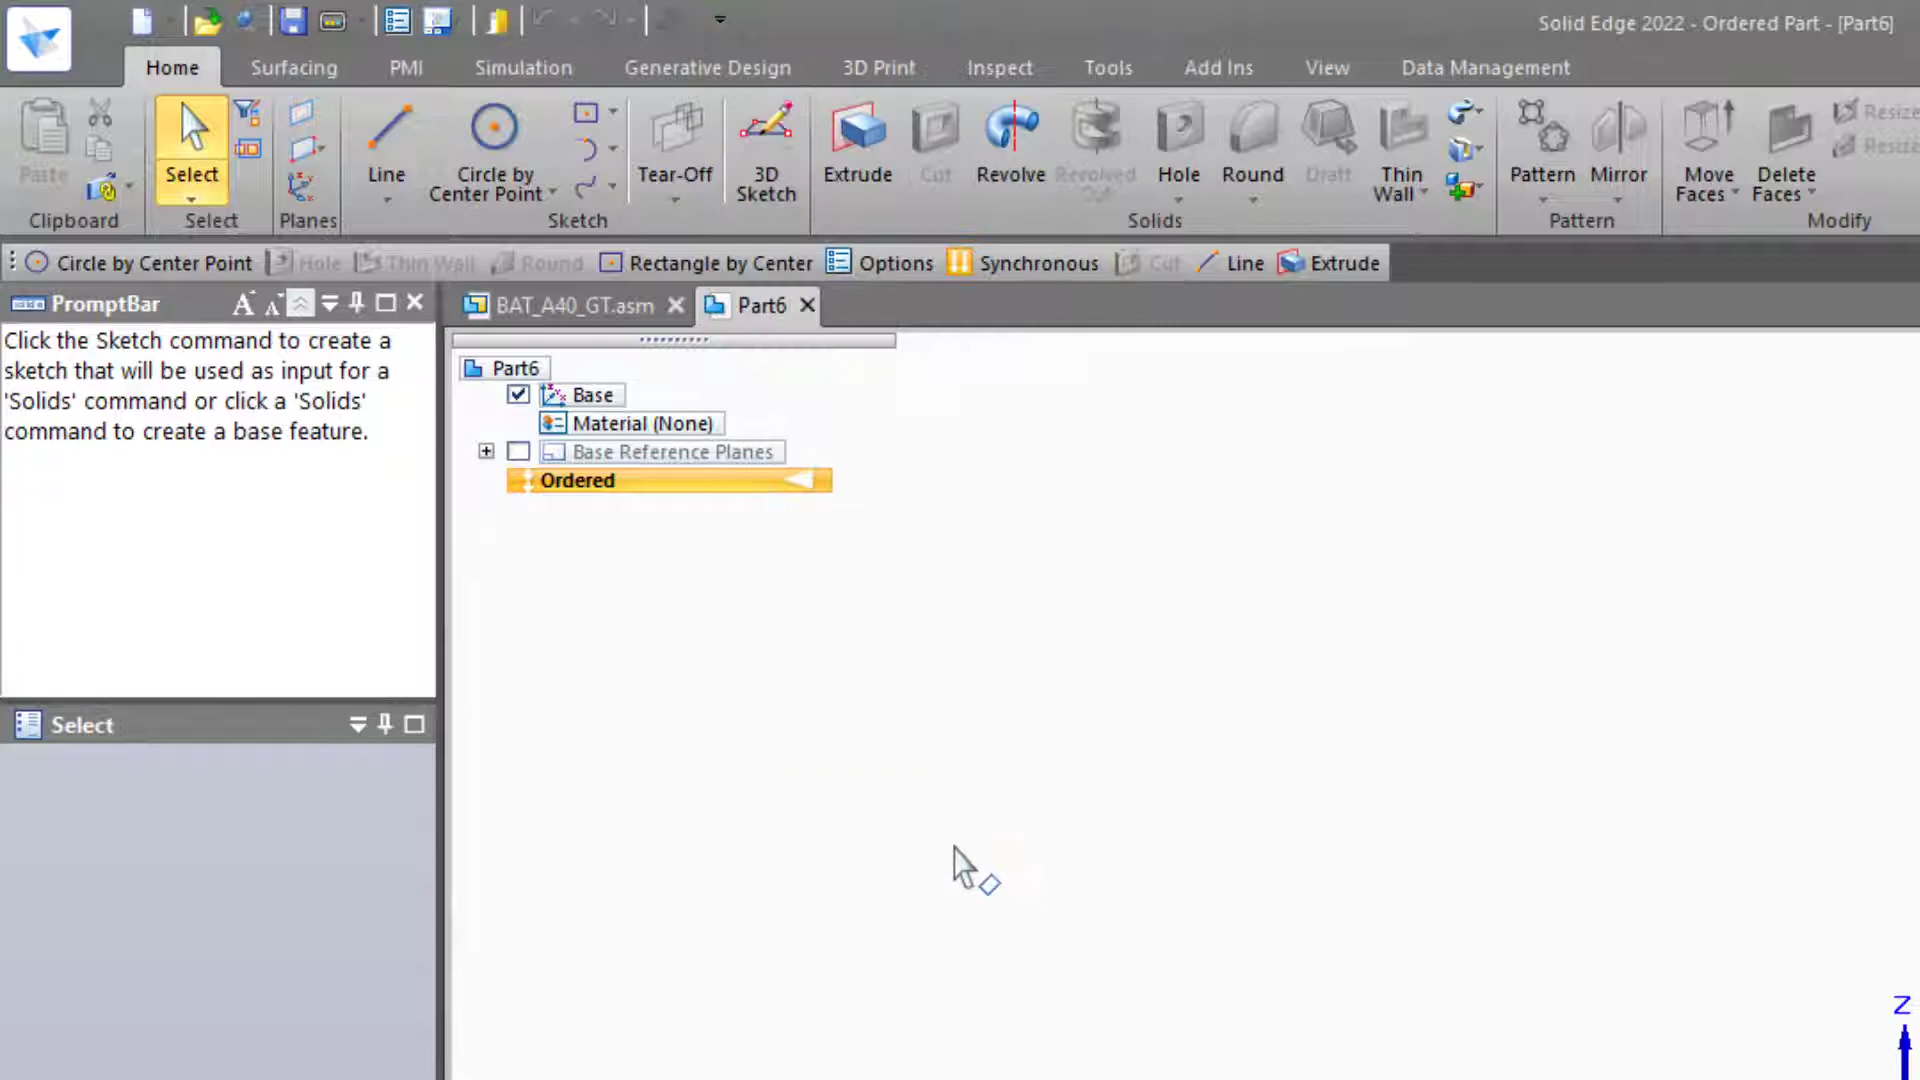 Solid Edge 2022 - Ordered Part - [Part6]
Home Surfacing PMI Simulation Generative Design 3D Print Inspect Tools Add Ins View Data Management
Paste
Select
Line
Circle by
Center Point
Tear-Off
3D
Sketch
Extrude
Cut
Revolve
Revolved
Cut
Hole
Round
Draft
Thin
Wall
Pattern
Mirror
Move
Faces
Delete
Faces
Resize
Resize
Clipboard Select Planes Sketch Solids Pattern Modify
Circle by Center Point Hole Thin Wall Round Rectangle by Center Options Synchronous Cut Line Extrude
PromptBar
BAT_A40_GT.asm Part6
Click the Sketch command to create a
sketch that will be used as input for a
'Solids' command or click a 'Solids'
command to create a base feature.
Part6
Base
Material (None)
Base Reference Planes
Ordered
Select
Z